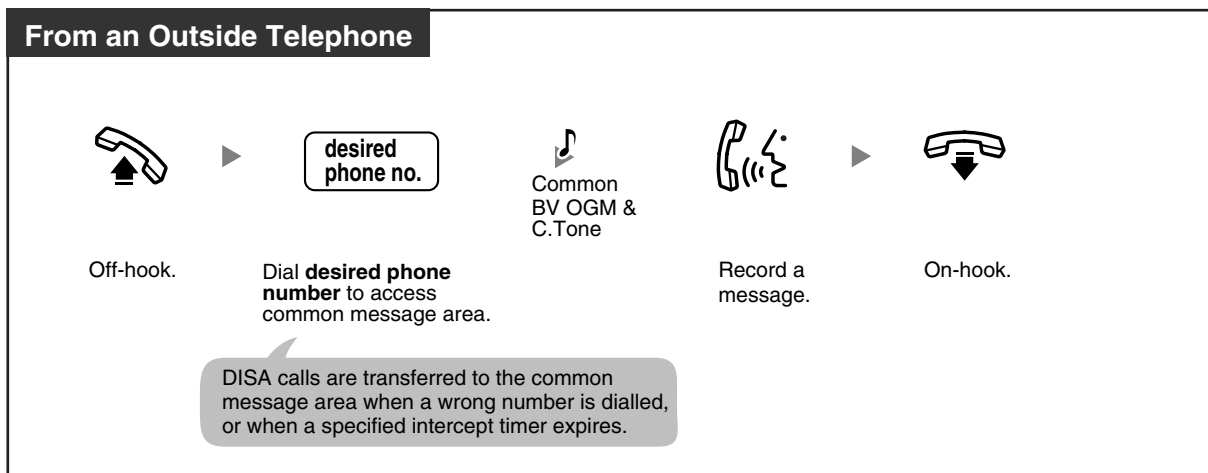 From an Outside Telephone
desired
phone no.
Common
BV OGM &
C.Tone
Off-hook.
Dial desired phone
number to access
common message area.
Record a
message.
On-hook.
DISA calls are transferred to the common
message area when a wrong number is dialled,
or when a specified intercept timer expires.